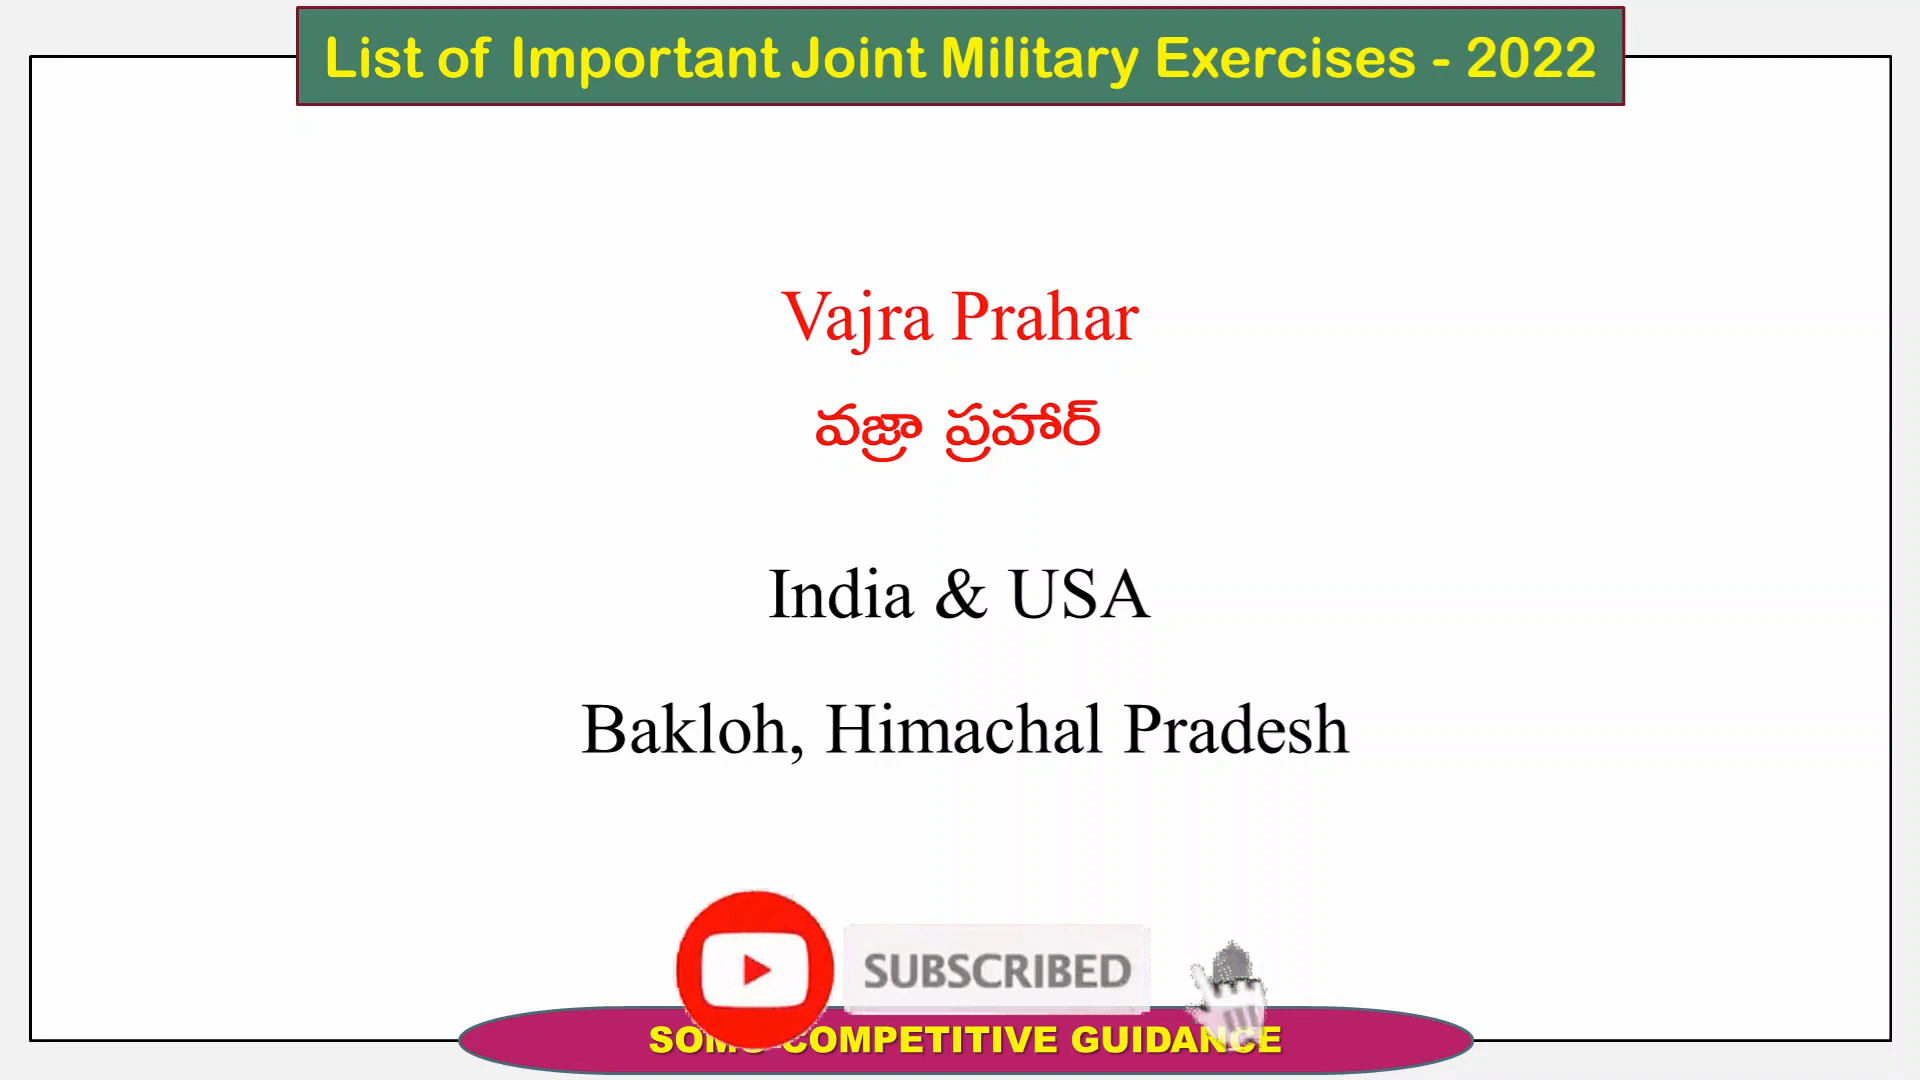 List of Important Joint Military Exercises - 2022
Vajra Prahar
వజ్రా ప్రహార్
India & USA
Bakloh, Himachal Pradesh
SUBSCRIBED
COMPETITIVE GUIDANCE